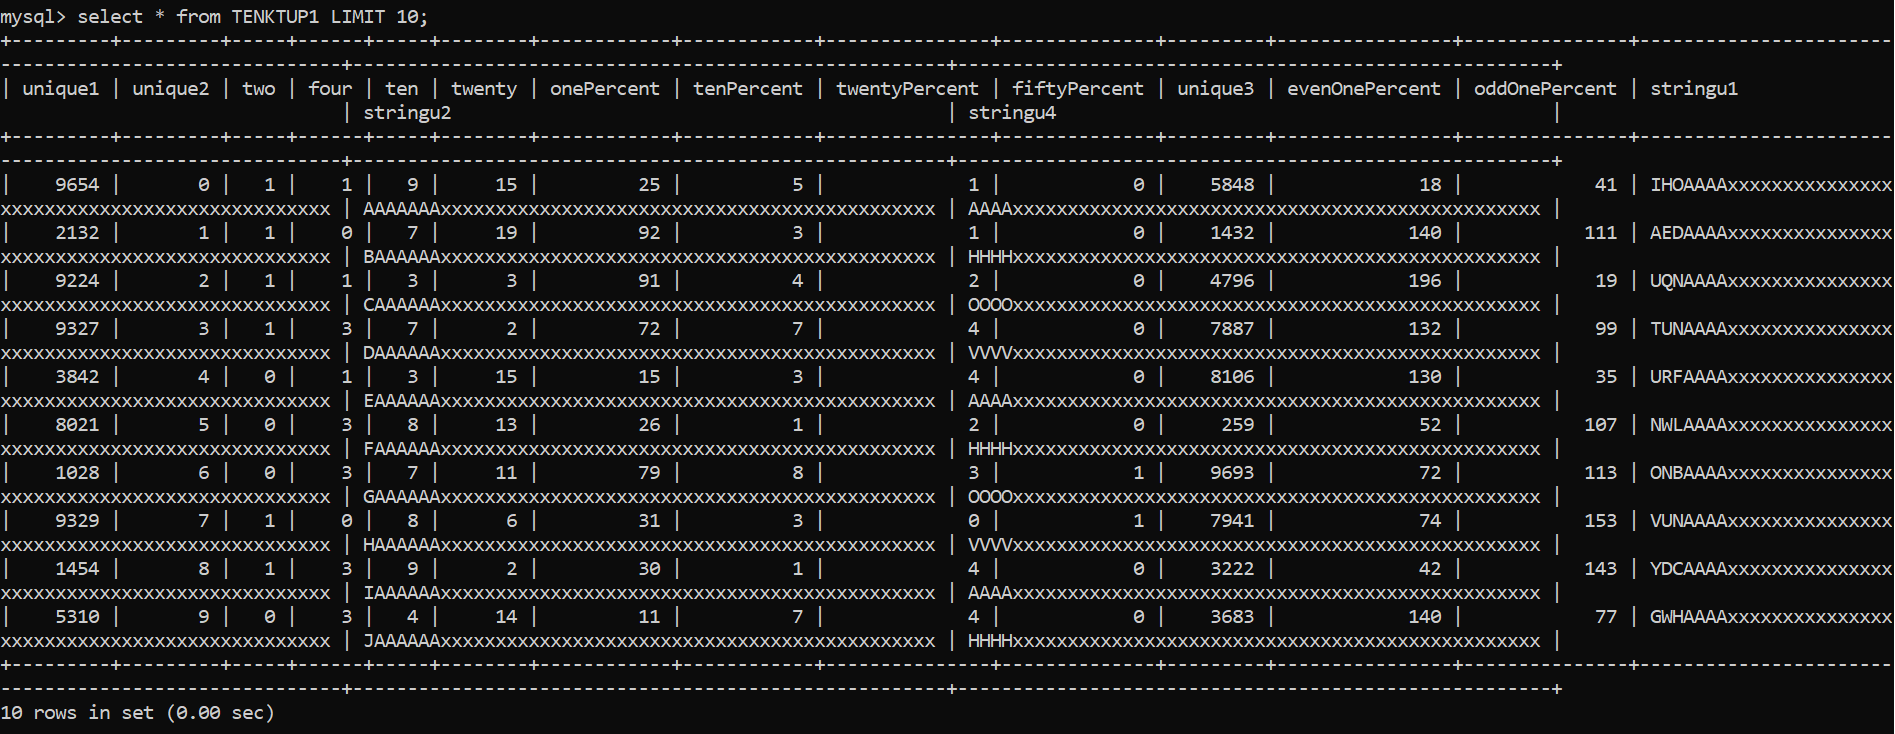 mysql> select * from TENKTUP1 LIMIT 10;
+---------+---------+-----+------+-----+--------+------------+------------+---------------+--------------+---------+----------------+---------------+-----------------------
-------------------------------+------------------------------------------------------+------------------------------------------------------+
| unique1 | unique2 | two | four | ten | twenty | onePercent | tenPercent | twentyPercent | fiftyPercent | unique3 | evenOnePercent | oddOnePercent | stringu1
| stringu2 | stringu4 |
+---------+---------+-----+------+-----+--------+------------+------------+---------------+--------------+---------+----------------+---------------+-----------------------
-------------------------------+------------------------------------------------------+------------------------------------------------------+
| 9654 | 0 | 1 | 1 | 9 | 15 | 25 | 5 | 1 | 0 | 5848 | 18 | 41 | IHOAAAAxxxxxxxxxxxxxxx
xxxxxxxxxxxxxxxxxxxxxxxxxxxxxx | AAAAAAAxxxxxxxxxxxxxxxxxxxxxxxxxxxxxxxxxxxxxxxxxxxxx | AAAAxxxxxxxxxxxxxxxxxxxxxxxxxxxxxxxxxxxxxxxxxxxxxxxx |
| 2132 | 1 | 1 | 0 | 7 | 19 | 92 | 3 | 1 | 0 | 1432 | 140 | 111 | AEDAAAAxxxxxxxxxxxxxxx
xxxxxxxxxxxxxxxxxxxxxxxxxxxxxx | BAAAAAAxxxxxxxxxxxxxxxxxxxxxxxxxxxxxxxxxxxxxxxxxxxxx | HHHHxxxxxxxxxxxxxxxxxxxxxxxxxxxxxxxxxxxxxxxxxxxxxxxx |
| 9224 | 2 | 1 | 1 | 3 | 3 | 91 | 4 | 2 | 0 | 4796 | 196 | 19 | UQNAAAAxxxxxxxxxxxxxxx
xxxxxxxxxxxxxxxxxxxxxxxxxxxxxx | CAAAAAAxxxxxxxxxxxxxxxxxxxxxxxxxxxxxxxxxxxxxxxxxxxxx | OOOOxxxxxxxxxxxxxxxxxxxxxxxxxxxxxxxxxxxxxxxxxxxxxxxx |
| 9327 | 3 | 1 | 3 | 7 | 2 | 72 | 7 | 4 | 0 | 7887 | 132 | 99 | TUNAAAAxxxxxxxxxxxxxxx
xxxxxxxxxxxxxxxxxxxxxxxxxxxxxx | DAAAAAAxxxxxxxxxxxxxxxxxxxxxxxxxxxxxxxxxxxxxxxxxxxxx | VVVVxxxxxxxxxxxxxxxxxxxxxxxxxxxxxxxxxxxxxxxxxxxxxxxx |
| 3842 | 4 | 0 | 1 | 3 | 15 | 15 | 3 | 4 | 0 | 8106 | 130 | 35 | URFAAAAxxxxxxxxxxxxxxx
xxxxxxxxxxxxxxxxxxxxxxxxxxxxxx | EAAAAAAxxxxxxxxxxxxxxxxxxxxxxxxxxxxxxxxxxxxxxxxxxxxx | AAAAxxxxxxxxxxxxxxxxxxxxxxxxxxxxxxxxxxxxxxxxxxxxxxxx |
| 8021 | 5 | 0 | 3 | 8 | 13 | 26 | 1 | 2 | 0 | 259 | 52 | 107 | NWLAAAAxxxxxxxxxxxxxxx
xxxxxxxxxxxxxxxxxxxxxxxxxxxxxx | FAAAAAAxxxxxxxxxxxxxxxxxxxxxxxxxxxxxxxxxxxxxxxxxxxxx | HHHHxxxxxxxxxxxxxxxxxxxxxxxxxxxxxxxxxxxxxxxxxxxxxxxx |
| 1028 | 6 | 0 | 3 | 7 | 11 | 79 | 8 | 3 | 1 | 9693 | 72 | 113 | ONBAAAAxxxxxxxxxxxxxxx
xxxxxxxxxxxxxxxxxxxxxxxxxxxxxx | GAAAAAAxxxxxxxxxxxxxxxxxxxxxxxxxxxxxxxxxxxxxxxxxxxxx | OOOOxxxxxxxxxxxxxxxxxxxxxxxxxxxxxxxxxxxxxxxxxxxxxxxx |
| 9329 | 7 | 1 | 0 | 8 | 6 | 31 | 3 | 0 | 1 | 7941 | 74 | 153 | VUNAAAAxxxxxxxxxxxxxxx
xxxxxxxxxxxxxxxxxxxxxxxxxxxxxx | HAAAAAAxxxxxxxxxxxxxxxxxxxxxxxxxxxxxxxxxxxxxxxxxxxxx | VVVVxxxxxxxxxxxxxxxxxxxxxxxxxxxxxxxxxxxxxxxxxxxxxxxx |
| 1454 | 8 | 1 | 3 | 9 | 2 | 30 | 1 | 4 | 0 | 3222 | 42 | 143 | YDCAAAAxxxxxxxxxxxxxxx
xxxxxxxxxxxxxxxxxxxxxxxxxxxxxx | IAAAAAAxxxxxxxxxxxxxxxxxxxxxxxxxxxxxxxxxxxxxxxxxxxxx | AAAAxxxxxxxxxxxxxxxxxxxxxxxxxxxxxxxxxxxxxxxxxxxxxxxx |
| 5310 | 9 | 0 | 3 | 4 | 14 | 11 | 7 | 4 | 0 | 3683 | 140 | 77 | GWHAAAAxxxxxxxxxxxxxxx
xxxxxxxxxxxxxxxxxxxxxxxxxxxxxx | JAAAAAAxxxxxxxxxxxxxxxxxxxxxxxxxxxxxxxxxxxxxxxxxxxxx | HHHHxxxxxxxxxxxxxxxxxxxxxxxxxxxxxxxxxxxxxxxxxxxxxxxx |
+---------+---------+-----+------+-----+--------+------------+------------+---------------+--------------+---------+----------------+---------------+-----------------------
-------------------------------+------------------------------------------------------+------------------------------------------------------+
10 rows in set (0.00 sec)